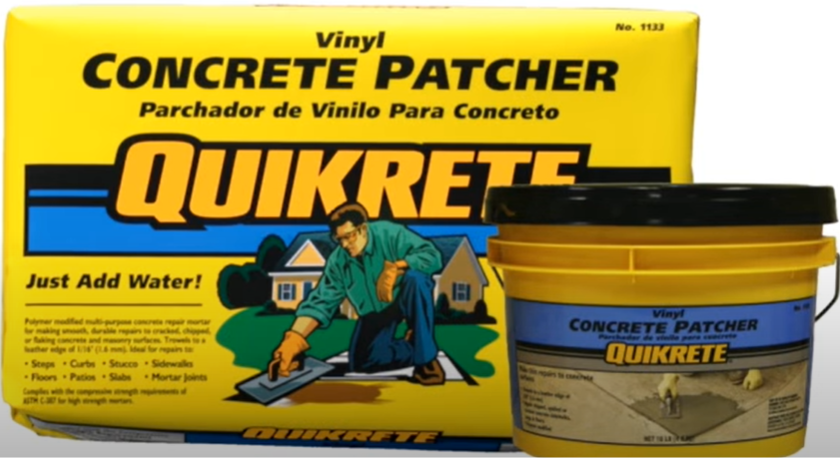 No. 1133
Vinyl
CONCRETE PATCHER
Parchador de Vinilo Para Concreto
QUIKRETE
Just Add Water!
Polymer modified multi-purpose concrete repair mortar
for making smooth, durable repairs to cracked, chipped,
or flaking concrete and masonry surfaces. Trowels to a
feather edge of 1/16" (1.6 mm). Ideal for repairs to:
• Steps • Curbs • Stucco • Sidewalks
• Floors • Patios • Slabs • Mortar Joints
Complies with the compressive strength requirements of
ASTM C-387 for high strength mortars.
QUIKRETE
Vinyl
CONCRETE PATCHER
Parchador de vinilo para concreto
QUIKRETE
repairs to concrete